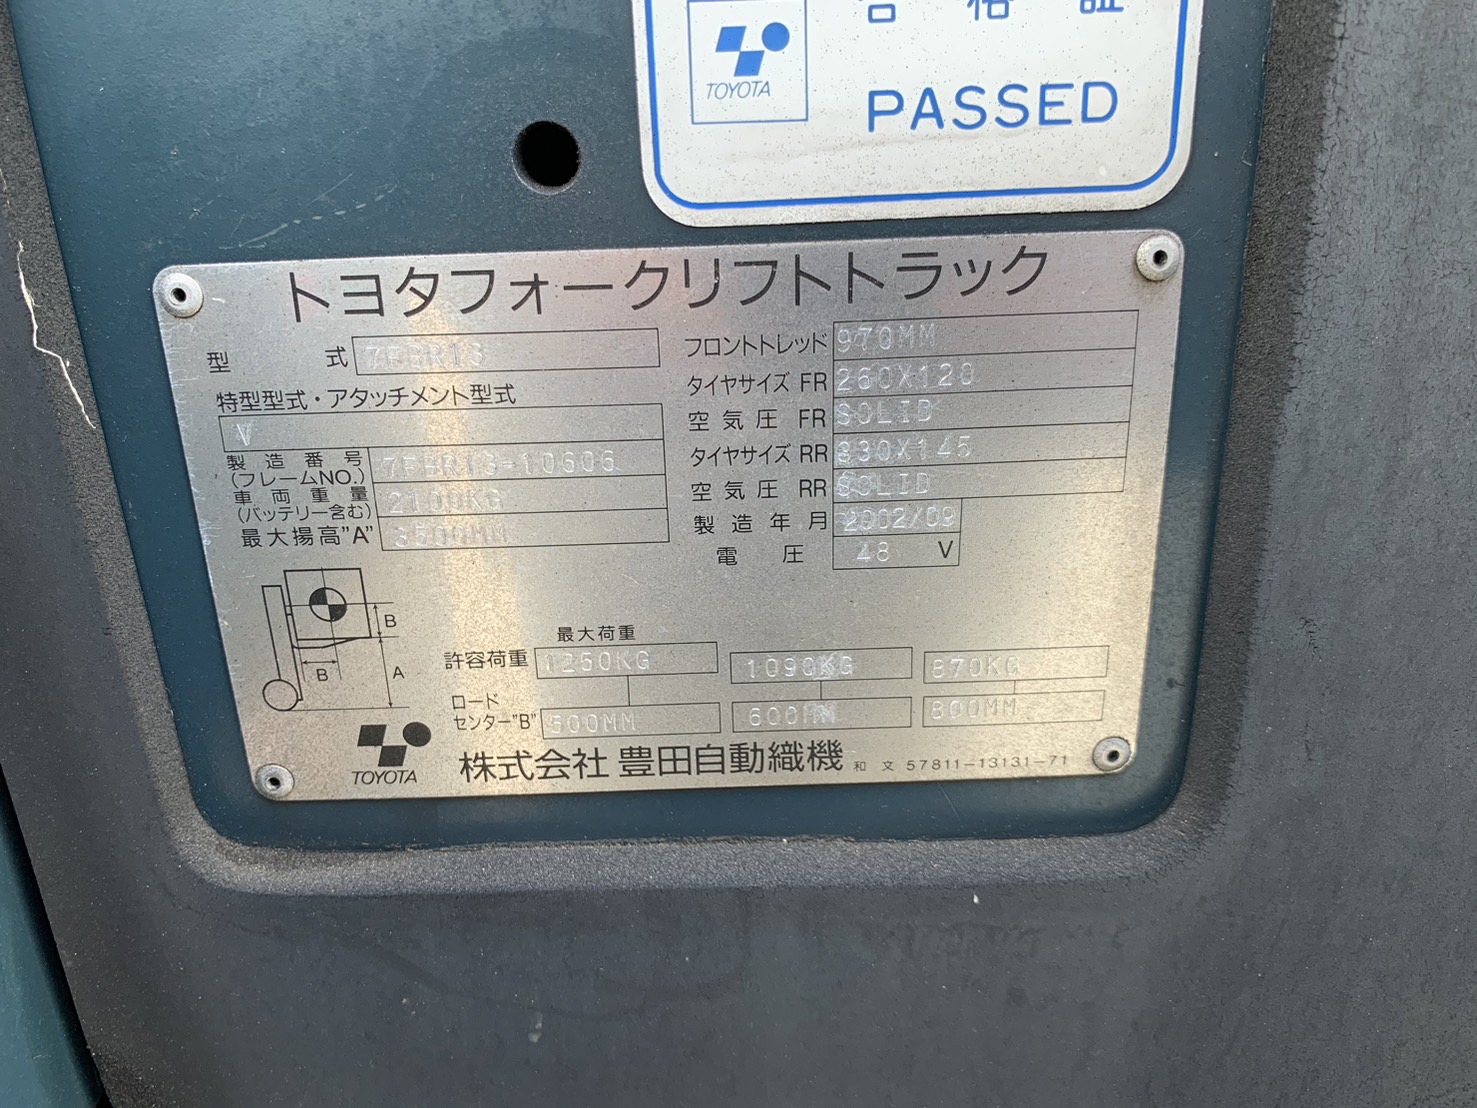 合格証
TOYOTA
PASSED
トヨタフォークリフトトラック
型式 7FBR13
特型型式・アタッチメント型式
V
製造番号 (フレームNO.) 7FBR13-10606
車両重量 (バッテリー含む) 2100KG
最大揚高"A" 3500MM
フロントトレッド 970MM
タイヤサイズ FR 260X128
空気圧 FR SOLID
タイヤサイズ RR 330X145
空気圧 RR SOLID
製造年月 2002/09
電圧 48 V
B
B
A
最大荷重
許容荷重 1250KG 1090KG 870KG
ロード
センター"B" 500MM 600MM 800MM
TOYOTA
株式会社 豊田自動織機 和文 57811-13131-71